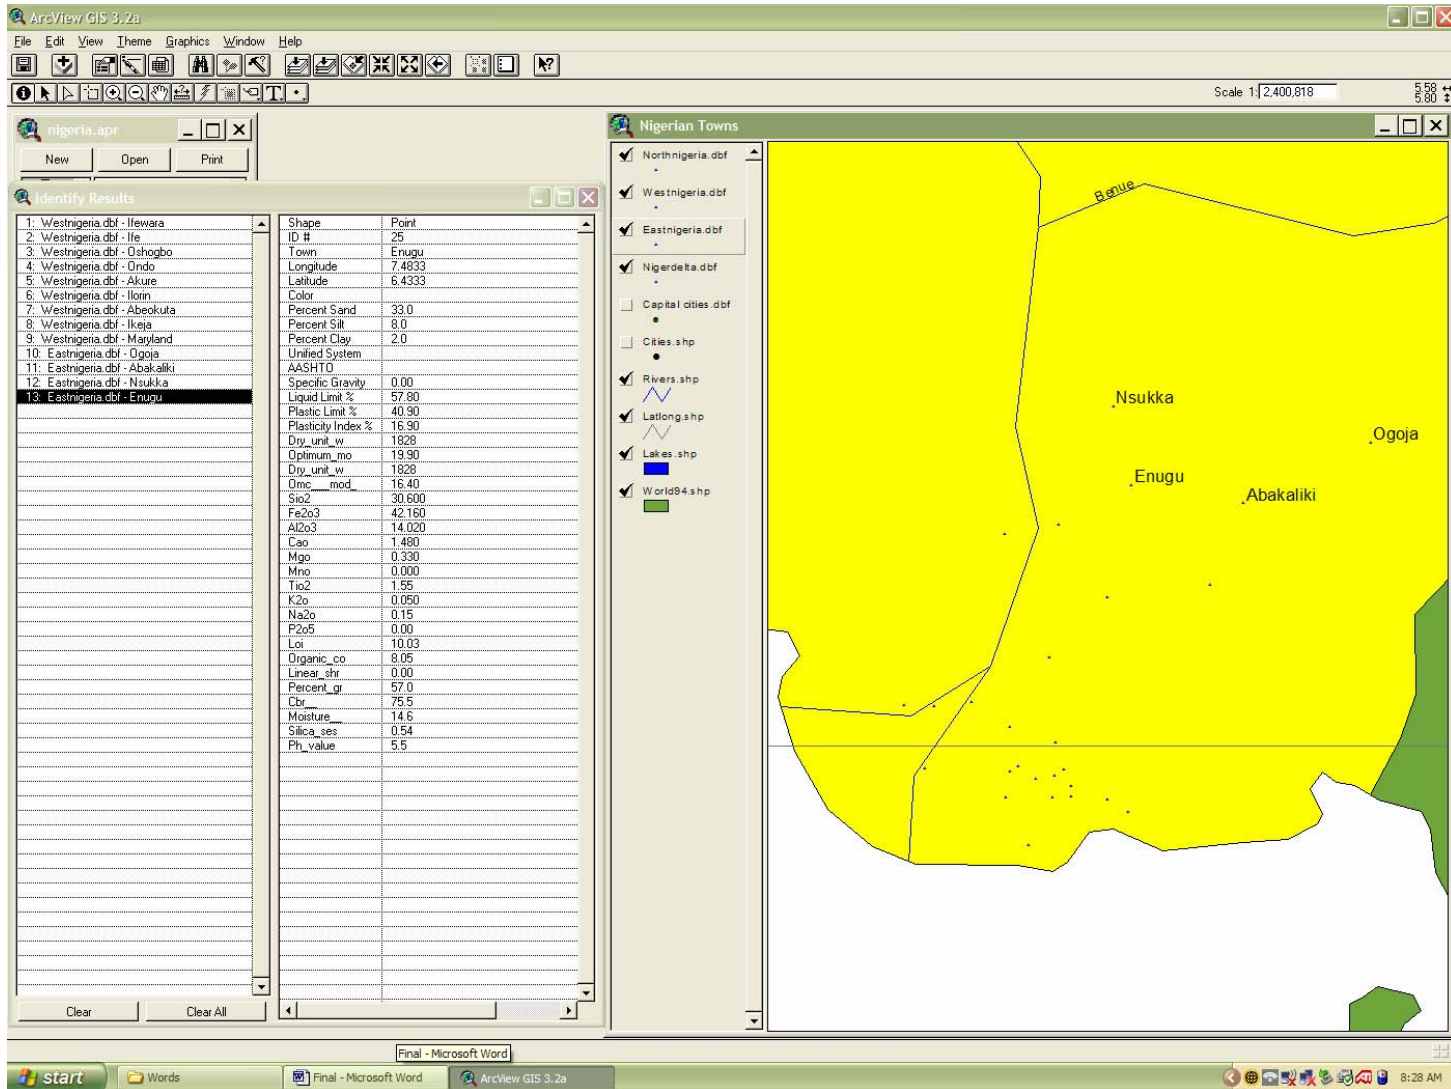 ArcView GIS 3.2a
File Edit View Theme Graphics Window Help
Scale 1: 2,400,818
5.58
5.80
nigeria.apr
New Open Print
Identify Results
1: Westnigeria.dbf - Ifewara
2: Westnigeria.dbf - Ife
3: Westnigeria.dbf - Oshogbo
4: Westnigeria.dbf - Ondo
5: Westnigeria.dbf - Akure
6: Westnigeria.dbf - Ilorin
7: Westnigeria.dbf - Abeokuta
8: Westnigeria.dbf - Ikeja
9: Westnigeria.dbf - Maryland
10: Eastnigeria.dbf - Ogoja
11: Eastnigeria.dbf - Abakaliki
12: Eastnigeria.dbf - Nsukka
13: Eastnigeria.dbf - Enugu
Clear Clear All
Shape Point
ID # 25
Town Enugu
Longitude 7.4833
Latitude 6.4333
Color
Percent Sand 33.0
Percent Silt 8.0
Percent Clay 2.0
Unified System
AASHTO
Specific Gravity 0.00
Liquid Limit % 57.80
Plastic Limit % 40.90
Plasticity Index % 16.90
Dry_unit_w 1828
Optimum_mo 19.90
Dry_unit_w 1828
Omc___mod_ 16.40
Sio2 30.600
Fe2o3 42.160
Al2o3 14.020
Cao 1.480
Mgo 0.330
Mno 0.000
Tio2 1.55
K2o 0.050
Na2o 0.15
P2o5 0.00
Loi 10.03
Organic_co 8.05
Linear_shr 0.00
Percent_gr 57.0
Cbr__ 75.5
Moisture__ 14.6
Silica_ses 0.54
Ph_value 5.5
Nigerian Towns
Northnigeria.dbf
Westnigeria.dbf
Eastnigeria.dbf
Nigerdelta.dbf
Capital cities.dbf
Cities.shp
Rivers.shp
Latlong.shp
Lakes.shp
World94.shp
Benue
Nsukka
Ogoja
Enugu
Abakaliki
Final - Microsoft Word
start Words Final - Microsoft Word ArcView GIS 3.2a 8:28 AM